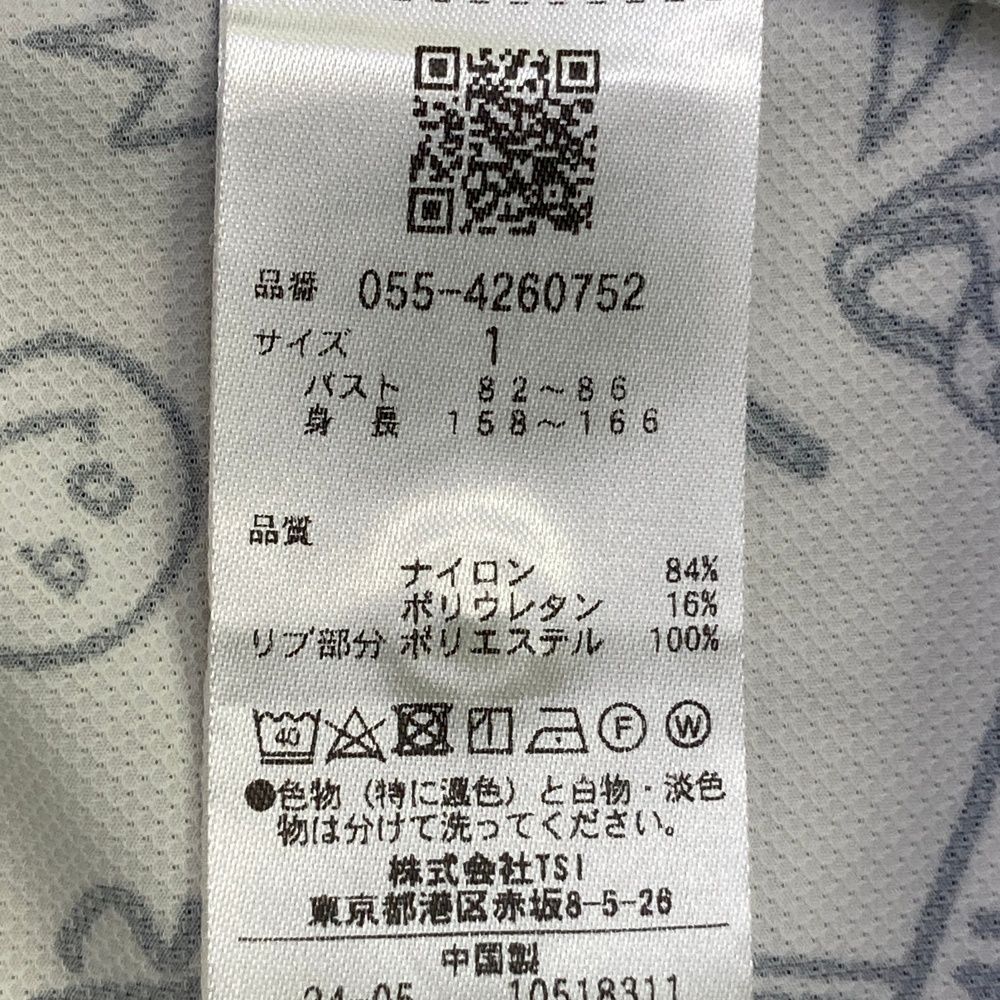 品番 055-4260752
サイズ 1
バスト 82~86
身長 158~166
品質
ナイロン 84%
ポリウレタン 16%
リブ部分 ポリエステル 100%
40 F W
●色物(特に濃色)と白物・淡色
物は分けて洗ってください。
株式会社TSI
東京都港区赤坂8-5-26
中国製
24-05 10518311